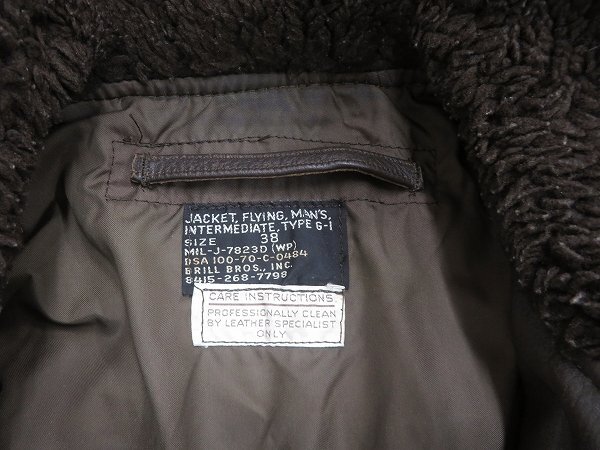 JACKET, FLYING, MAN'S,
INTERMEDIATE, TYPE G-1
SIZE 38
MIL-J-7823D (WP)
DSA 100-70-C-0484
BRILL BROS., INC.
8415-268-7798
CARE INSTRUCTIONS
PROFESSIONALLY CLEAN
BY LEATHER SPECIALIST
ONLY